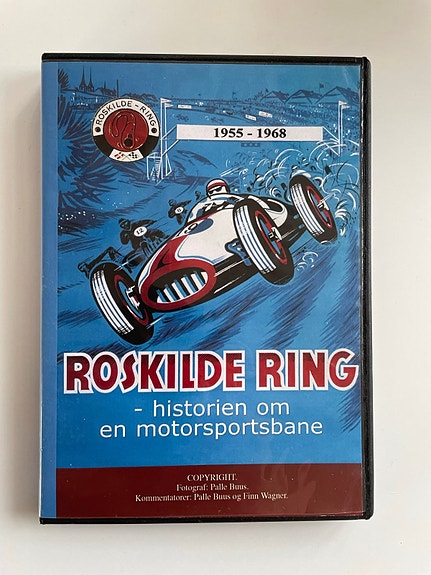 ROSKILDE - RING
1955 - 1968
12
ROSKILDE RING
- historien om
en motorsportsbane
COPYRIGHT.
Fotograf: Palle Buus.
Kommentatorer: Palle Buus og Finn Wagner.